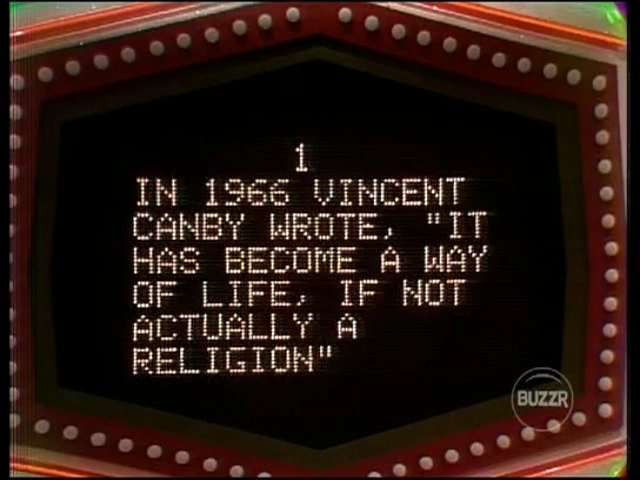 1
IN 1966 VINCENT
CANBY WROTE, "IT
HAS BECOME A WAY
OF LIFE, IF NOT
ACTUALLY A
RELIGION"
BUZZR